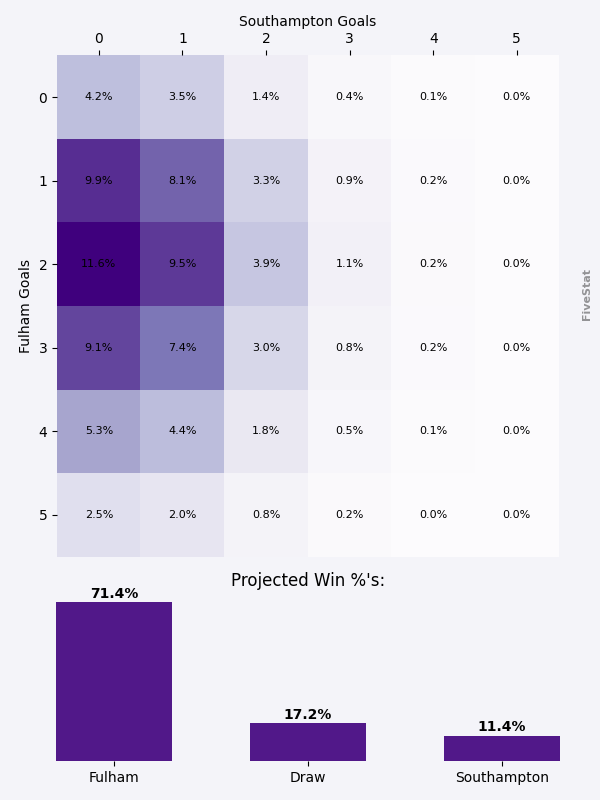 Southampton Goals
0 1 2 3 4 5
0 4.2% 3.5% 1.4% 0.4% 0.1% 0.0%
1 9.9% 8.1% 3.3% 0.9% 0.2% 0.0%
2 11.6% 9.5% 3.9% 1.1% 0.2% 0.0%
3 9.1% 7.4% 3.0% 0.8% 0.2% 0.0%
4 5.3% 4.4% 1.8% 0.5% 0.1% 0.0%
5 2.5% 2.0% 0.8% 0.2% 0.0% 0.0%
Fulham Goals
FiveStat
Projected Win %'s:
71.4%
17.2%
11.4%
Fulham Draw Southampton